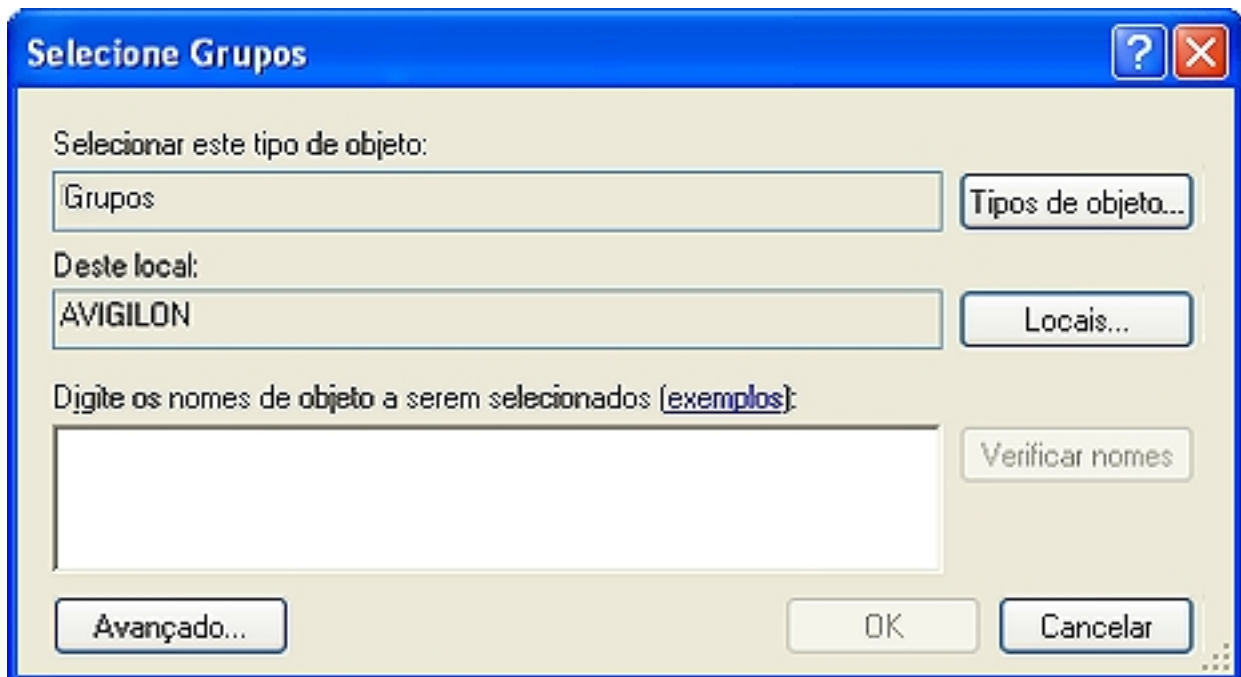 Selecione Grupos
?
Selecionar este tipo de objeto:
Grupos
Tipos de objeto...
Deste local:
AVIGILON
Locais...
Digite os nomes de objeto a serem selecionados (exemplos):
Verificar nomes
Avançado...
OK
Cancelar